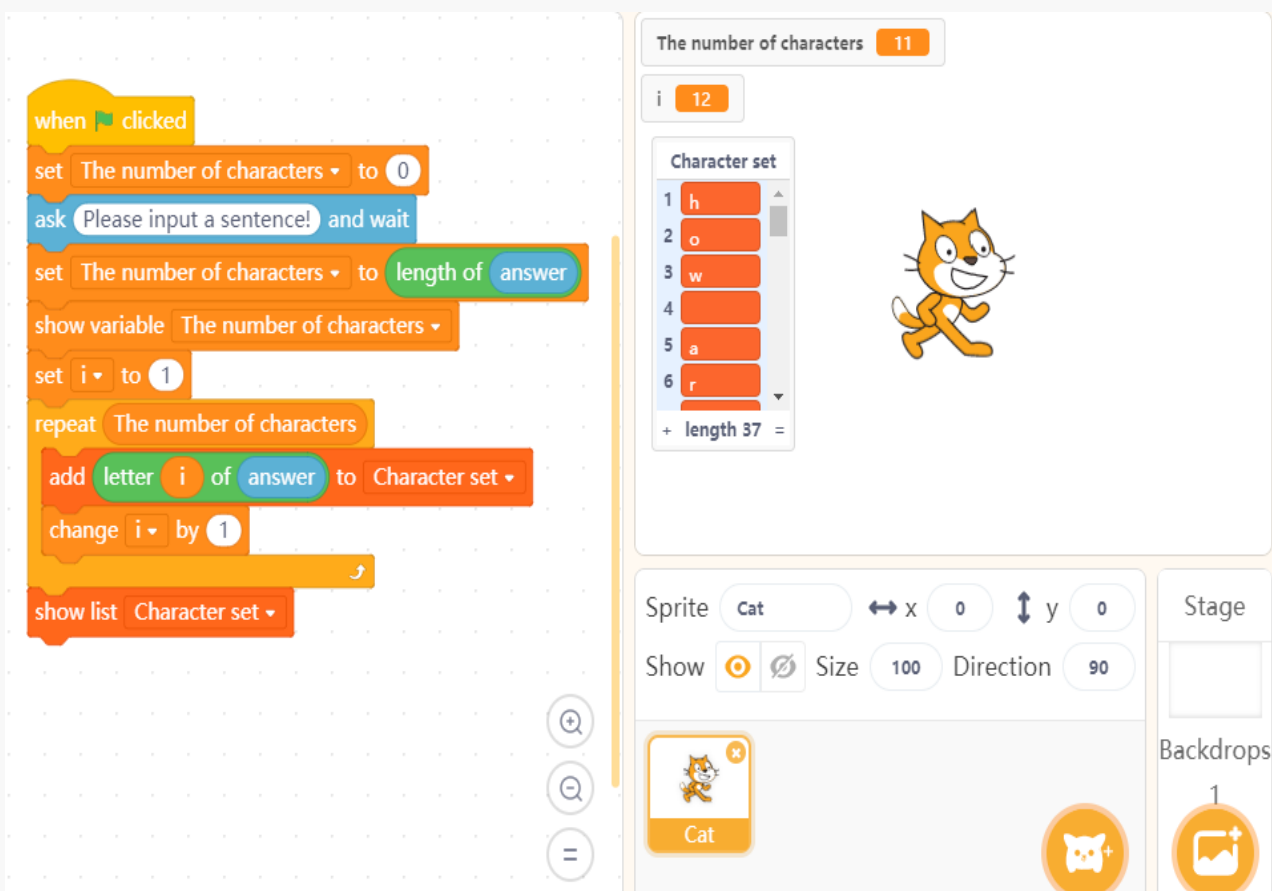 when clicked
set The number of characters to 0
ask Please input a sentence! and wait
set The number of characters to length of answer
show variable The number of characters
set i to 1
repeat The number of characters
add letter i of answer to Character set
change i by 1
show list Character set
The number of characters 11
i 12
Character set
1 h
2 o
3 w
4
5 a
6 r
+ length 37 =
Sprite Cat x 0 y 0
Show Size 100 Direction 90
Cat
Stage
Backdrops
1